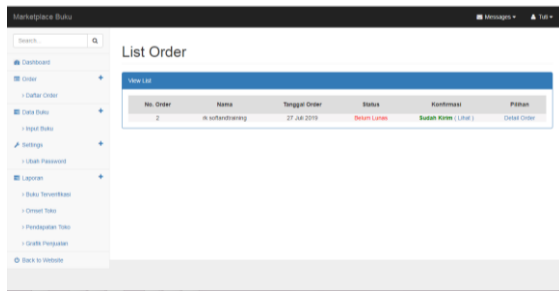 Marketplace Buku
Messages
Tub
Search...
Dashboard
Order
› Daftar Order
Data Buku
› Input Buku
Settings
› Ubah Password
Laporan
› Buku Terverifikasi
› Omset Toko
› Pendapatan Toko
› Grafik Penjualan
Back to Website
List Order
View List
No. Order Nama Tanggal Order Status Konfirmasi Pilihan
2 rk softandtraining 27 Juli 2019 Belum Lunas Sudah Kirim ( Lihat ) Detail Order